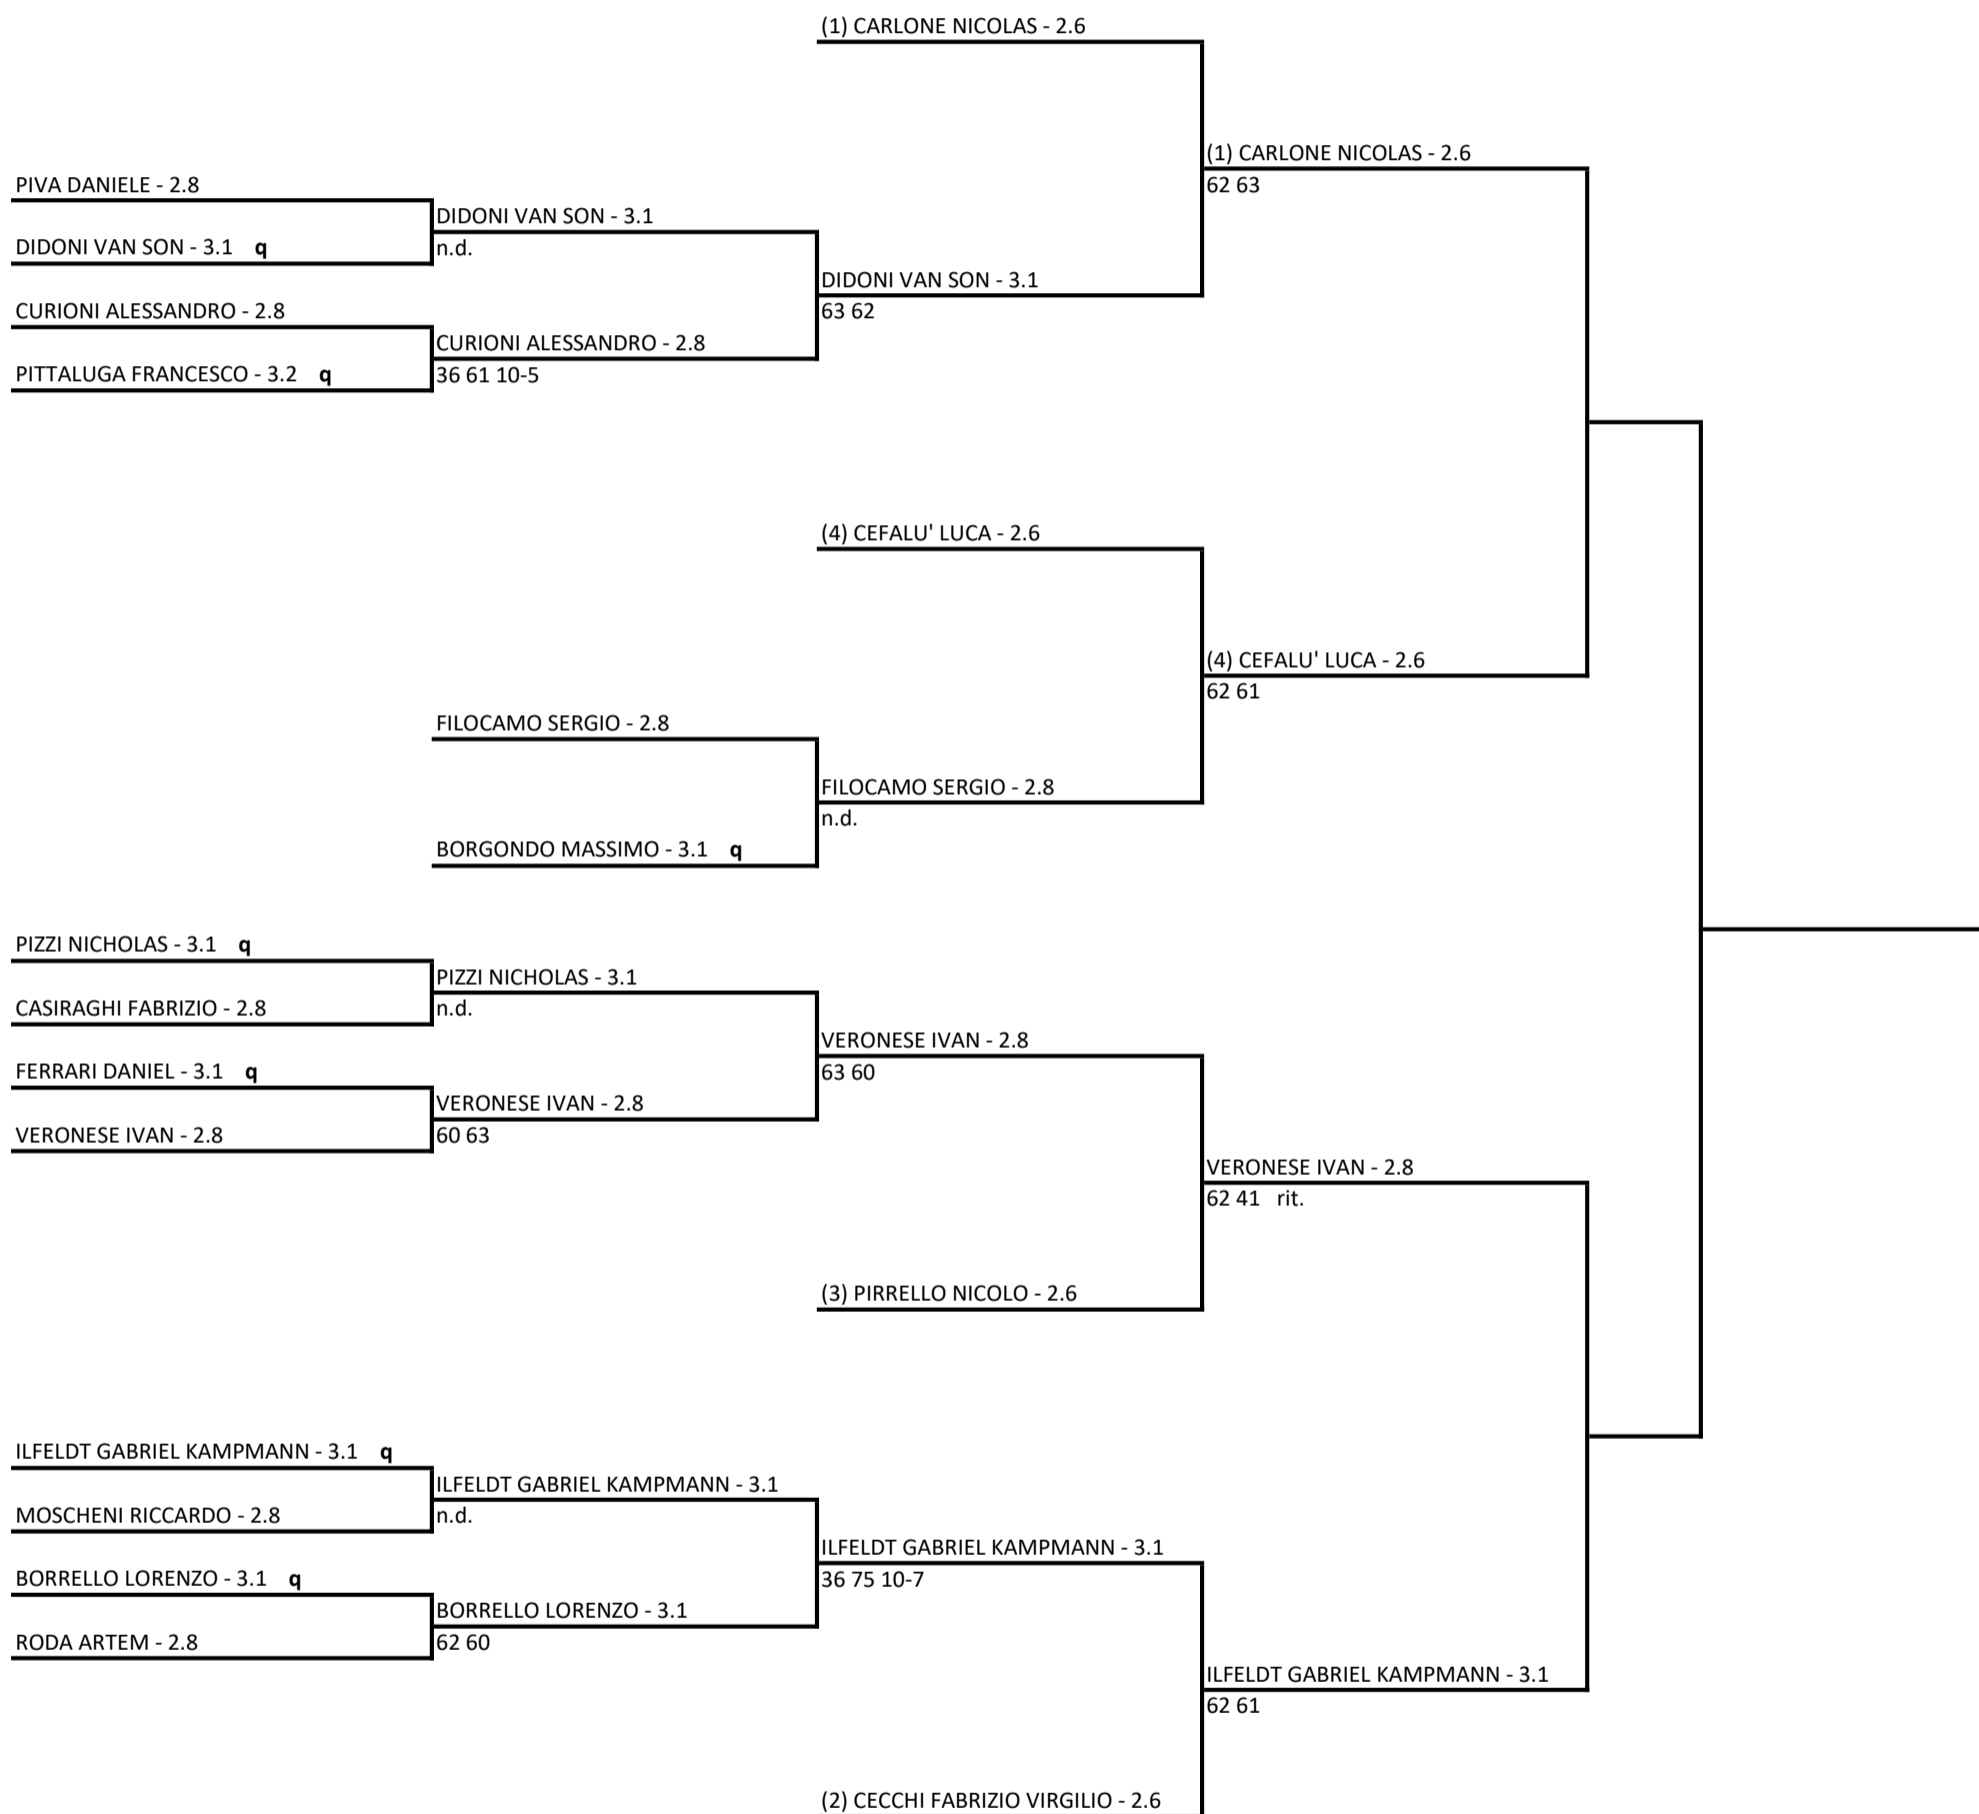 (1) CARLONE NICOLAS - 2.6
(1) CARLONE NICOLAS - 2.6
PIVA DANIELE - 2.8
62 63
DIDONI VAN SON - 3.1
DIDONI VAN SON - 3.1 q
n.d.
DIDONI VAN SON - 3.1
CURIONI ALESSANDRO - 2.8
63 62
CURIONI ALESSANDRO - 2.8
PITTALUGA FRANCESCO - 3.2 q
36 61 10-5
(4) CEFALU' LUCA - 2.6
(4) CEFALU' LUCA - 2.6
62 61
FILOCAMO SERGIO - 2.8
FILOCAMO SERGIO - 2.8
n.d.
BORGONDO MASSIMO - 3.1 q
PIZZI NICHOLAS - 3.1 q
PIZZI NICHOLAS - 3.1
CASIRAGHI FABRIZIO - 2.8
n.d.
VERONESE IVAN - 2.8
FERRARI DANIEL - 3.1 q
63 60
VERONESE IVAN - 2.8
VERONESE IVAN - 2.8
60 63
VERONESE IVAN - 2.8
62 41 rit.
(3) PIRRELLO NICOLO - 2.6
ILFELDT GABRIEL KAMPMANN - 3.1 q
ILFELDT GABRIEL KAMPMANN - 3.1
MOSCHENI RICCARDO - 2.8
n.d.
ILFELDT GABRIEL KAMPMANN - 3.1
BORRELLO LORENZO - 3.1 q
36 75 10-7
BORRELLO LORENZO - 3.1
RODA ARTEM - 2.8
62 60
ILFELDT GABRIEL KAMPMANN - 3.1
62 61
(2) CECCHI FABRIZIO VIRGILIO - 2.6